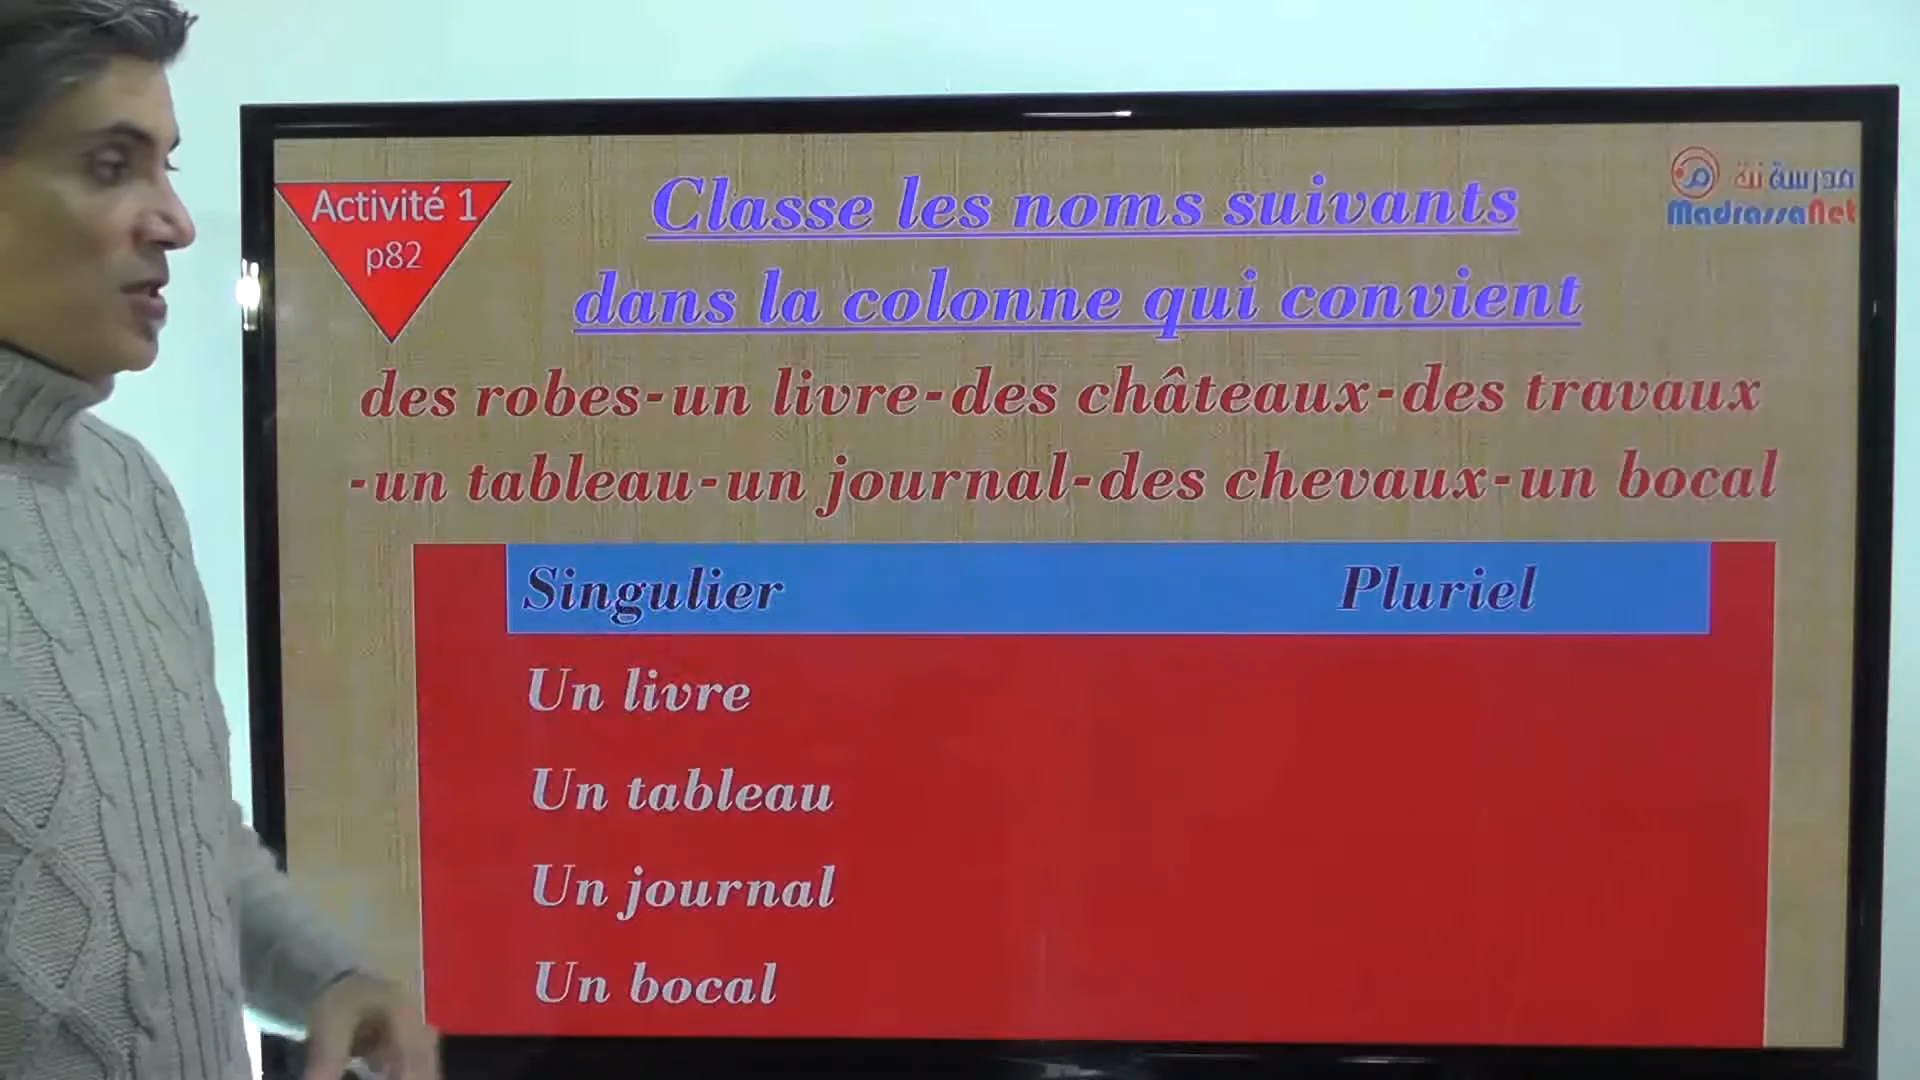 Activité 1
p82
Classe les noms suivants
dans la colonne qui convient
مدرسة نت
MadrassaNet
des robes-un livre-des châteaux-des travaux
-un tableau-un journal-des chevaux-un bocal
Singulier Pluriel
Un livre
Un tableau
Un journal
Un bocal